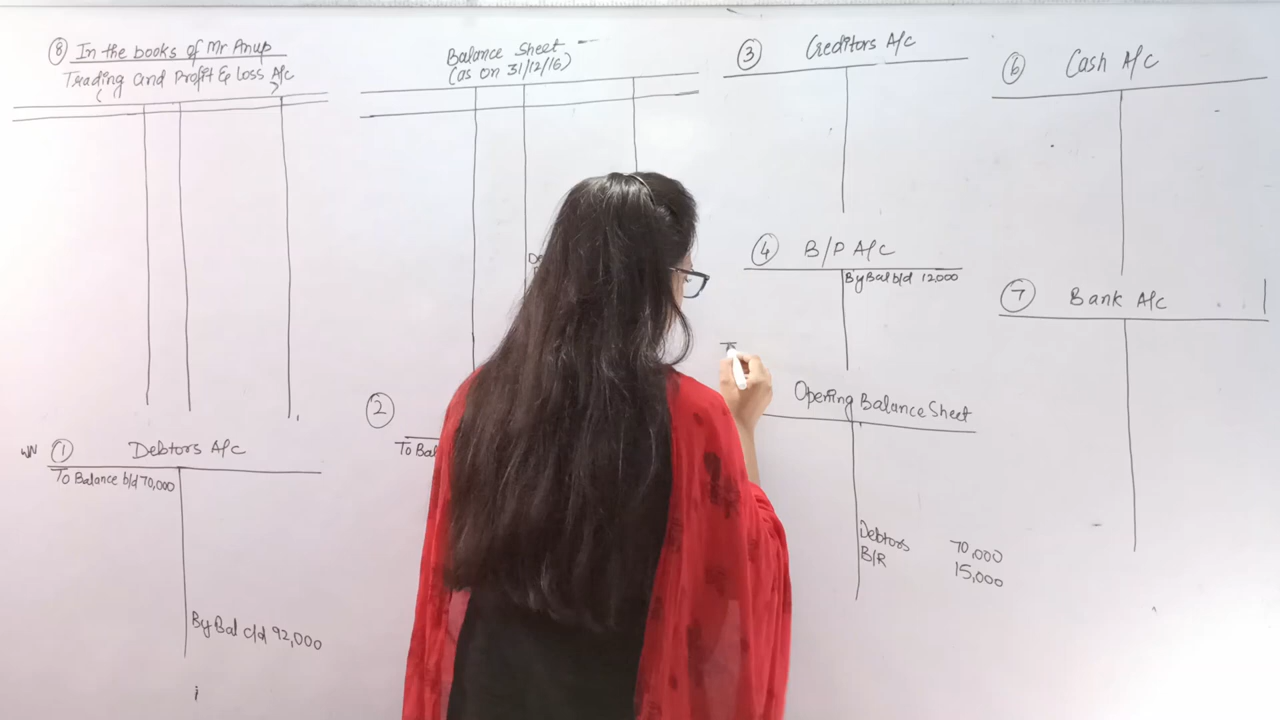 ⑧ In the books of Mr Anup
Trading and Profit & Loss A/c
Balance Sheet
(as on 31/12/16)
③ Creditors A/c
⑥ Cash A/c
④ B/P A/c
By Bal b/d 12,000
⑦ Bank A/c
②
To Bal
Opening Balance Sheet
Debtors 70,000
B/R 15,000
WN ① Debtors A/c
To Balance b/d 70,000
By Bal c/d 92,000